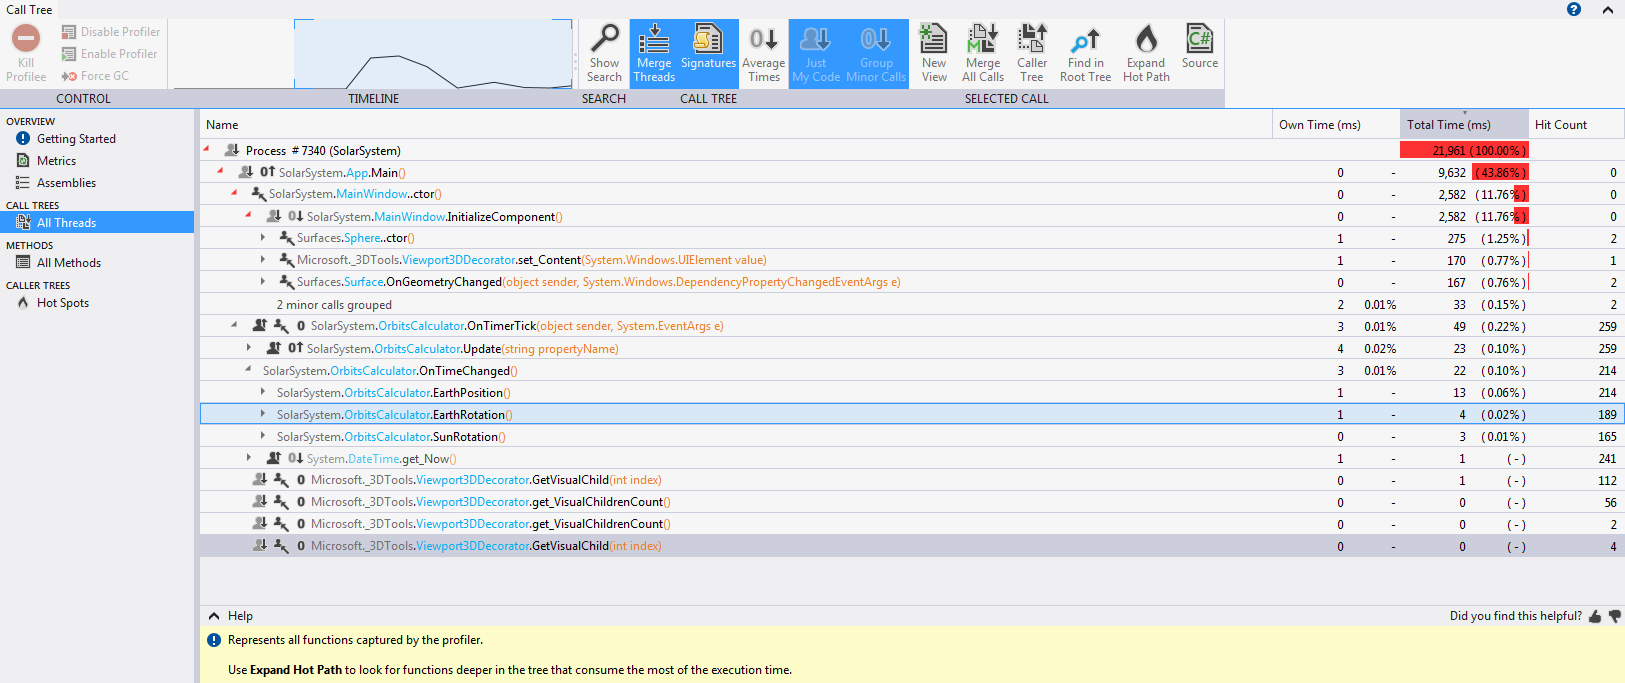 Call Tree
Kill Profilee
Disable Profiler
Enable Profiler
Force GC
Show Search
Merge Threads
Signatures
Average Times
Just My Code
Group Minor Calls
New View
Merge All Calls
Caller Tree
Find in Root Tree
Expand Hot Path
Source
CONTROL TIMELINE SEARCH CALL TREE SELECTED CALL
OVERVIEW
Getting Started
Metrics
Assemblies
CALL TREES
All Threads
METHODS
All Methods
CALLER TREES
Hot Spots
Name Own Time (ms) Total Time (ms) Hit Count
Process # 7340 (SolarSystem) 21,961 (100.00%)
SolarSystem.App.Main() 0 - 9,632 (43.86%) 0
SolarSystem.MainWindow..ctor() 0 - 2,582 (11.76%) 0
SolarSystem.MainWindow.InitializeComponent() 0 - 2,582 (11.76%) 0
Surfaces.Sphere..ctor() 1 - 275 (1.25%) 2
Microsoft._3DTools.Viewport3DDecorator.set_Content(System.Windows.UIElement value) 1 - 170 (0.77%) 1
Surfaces.Surface.OnGeometryChanged(object sender, System.Windows.DependencyPropertyChangedEventArgs e) 0 - 167 (0.76%) 2
2 minor calls grouped 2 0.01% 33 (0.15%) 2
0 SolarSystem.OrbitsCalculator.OnTimerTick(object sender, System.EventArgs e) 3 0.01% 49 (0.22%) 259
0 SolarSystem.OrbitsCalculator.Update(string propertyName) 4 0.02% 23 (0.10%) 259
SolarSystem.OrbitsCalculator.OnTimeChanged() 3 0.01% 22 (0.10%) 214
SolarSystem.OrbitsCalculator.EarthPosition() 1 - 13 (0.06%) 214
SolarSystem.OrbitsCalculator.EarthRotation() 1 - 4 (0.02%) 189
SolarSystem.OrbitsCalculator.SunRotation() 0 - 3 (0.01%) 165
0 System.DateTime.get_Now() 1 - 1 (-) 241
0 Microsoft._3DTools.Viewport3DDecorator.GetVisualChild(int index) 0 - 1 (-) 112
0 Microsoft._3DTools.Viewport3DDecorator.get_VisualChildrenCount() 0 - 0 (-) 56
0 Microsoft._3DTools.Viewport3DDecorator.get_VisualChildrenCount() 0 - 0 (-) 2
0 Microsoft._3DTools.Viewport3DDecorator.GetVisualChild(int index) 0 - 0 (-) 4
Help Did you find this helpful?
Represents all functions captured by the profiler.
Use Expand Hot Path to look for functions deeper in the tree that consume the most of the execution time.